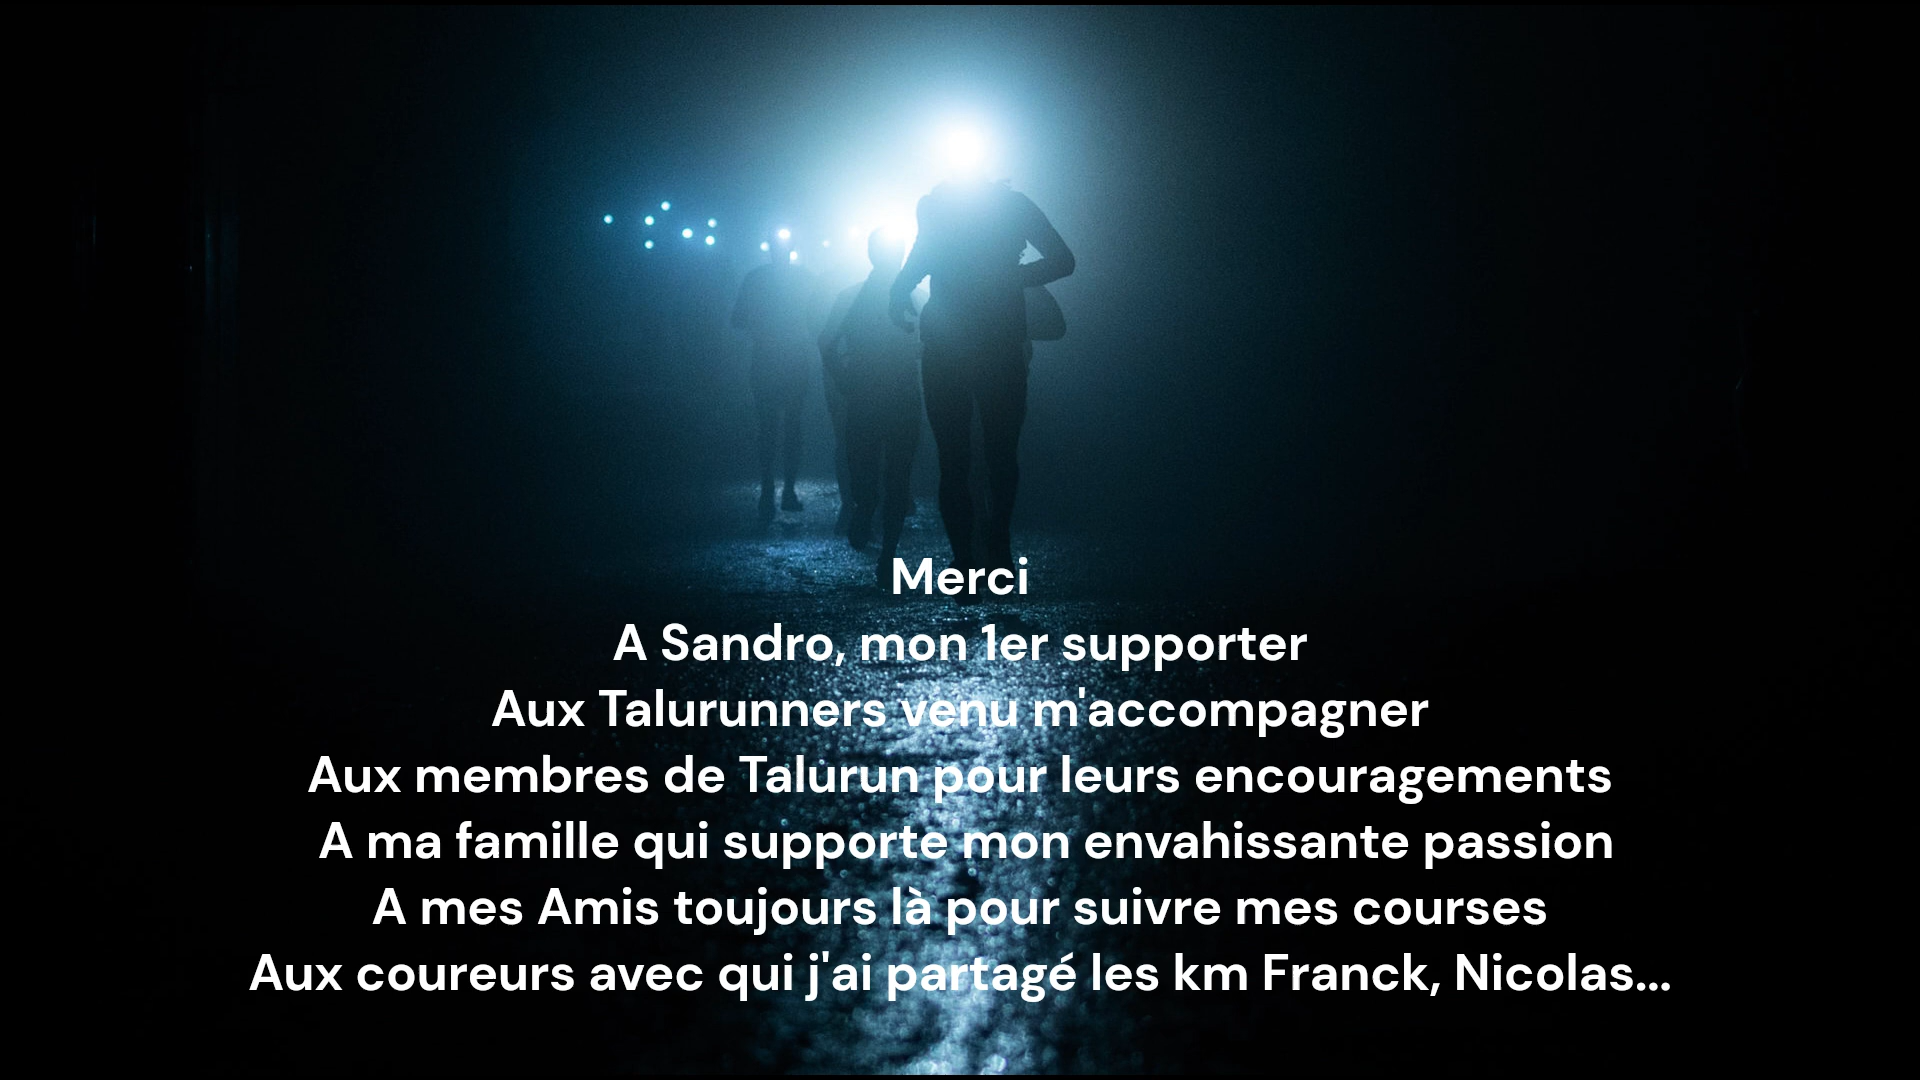 Merci
A Sandro, mon 1er supporter
Aux Talurunners venu m'accompagner
Aux membres de Talurun pour leurs encouragements
A ma famille qui supporte mon envahissante passion
A mes Amis toujours là pour suivre mes courses
Aux coureurs avec qui j'ai partagé les km Franck, Nicolas...